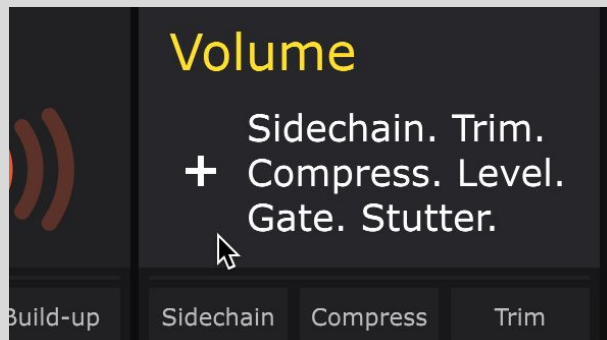 Volume
+ Sidechain. Trim.
Compress. Level.
Gate. Stutter.
Build-up
Sidechain
Compress
Trim